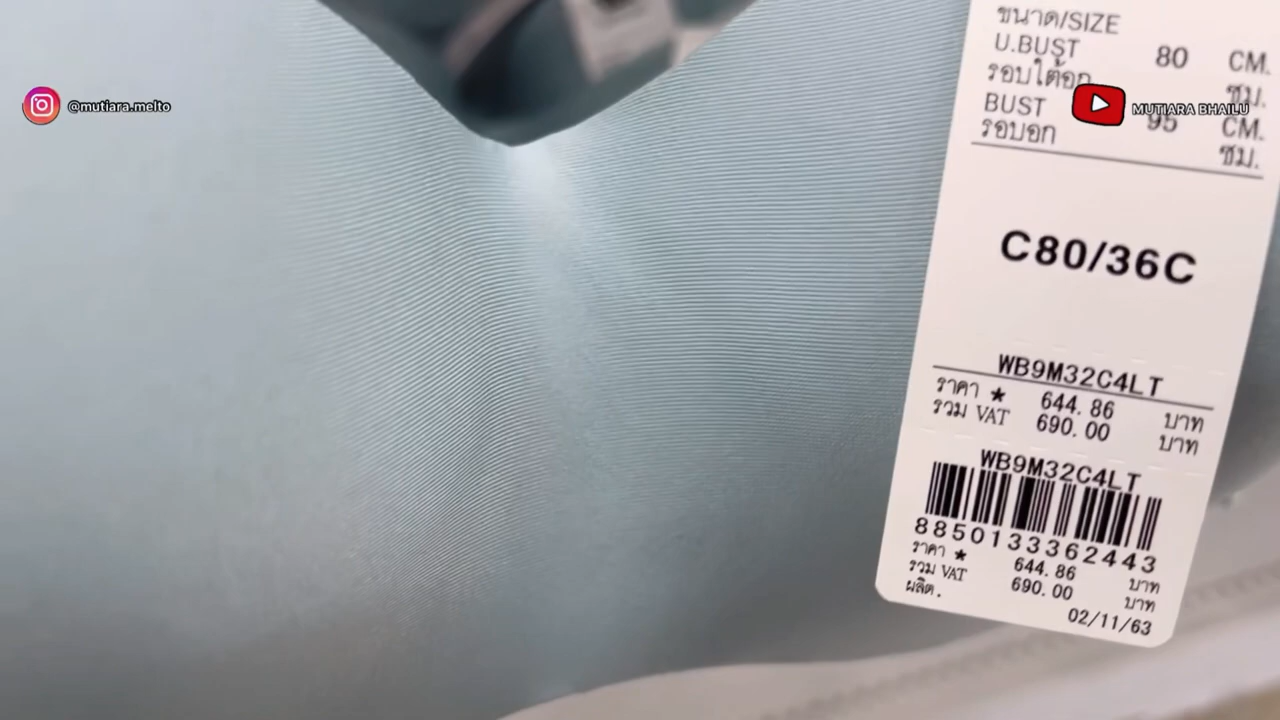 @mutiara.melto
MUTIARA BHAILU
ขนาด/SIZE
U.BUST 80 CM.
รอบใต้อก ซม.
BUST 95 CM.
รอบอก ซม.
C80/36C
WB9M32C4LT
ราคา ★ 644.86 บาท
รวม VAT 690.00 บาท
WB9M32C4LT
8850133362443
ราคา ★ 644.86 บาท
รวม VAT 690.00 บาท
ผลิต.
02/11/63